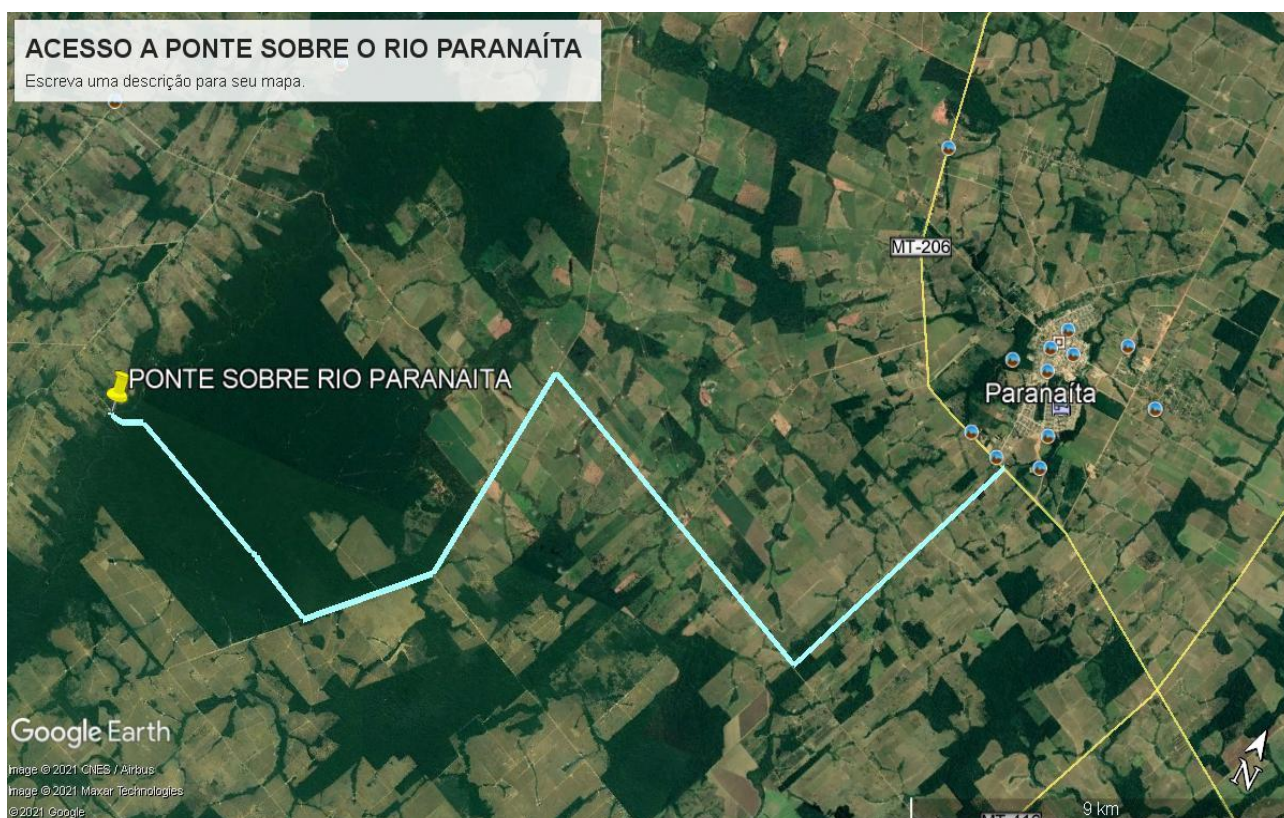 ACESSO A PONTE SOBRE O RIO PARANAÍTA
Escreva uma descrição para seu mapa.
MT-206
PONTE SOBRE RIO PARANAITA
Paranaíta
Google Earth
Image © 2021 CNES / Airbus
Image © 2021 Maxar Technologies
© 2021 Google
N
9 km